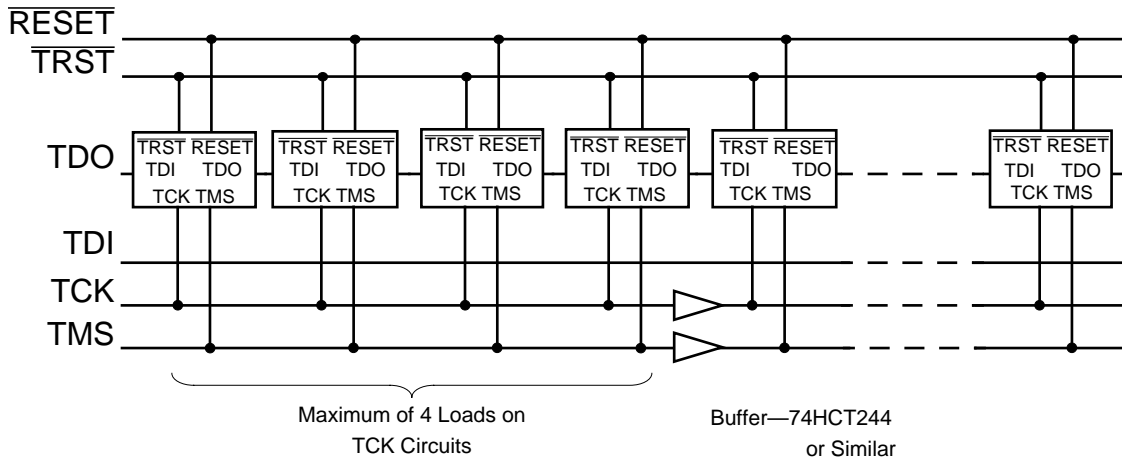 RESET
TRST
TRST RESET
TDI TDO
TCK TMS
TRST RESET
TDI TDO
TCK TMS
TRST RESET
TDI TDO
TCK TMS
TRST RESET
TDI TDO
TCK TMS
TRST RESET
TDI TDO
TCK TMS
TRST RESET
TDI TDO
TCK TMS
TDO
TDI
TCK
TMS
Maximum of 4 Loads on
TCK Circuits
Buffer—74HCT244
or Similar